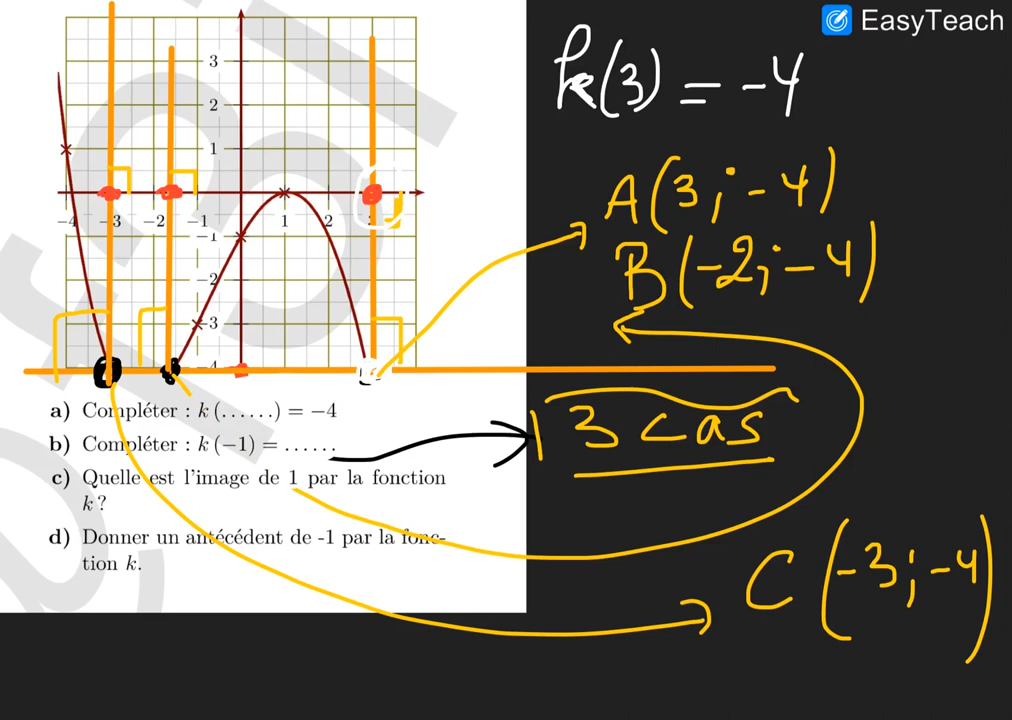 EasyTeach
k(3) = -4
A(3; -4)
B(-2; -4)
3 cas
C(-3; -4)
3
2
1
-4 -3 -2 -1 1 2
-1
-2
-3
-4
a) Compléter : k (......) = −4
b) Compléter : k (−1) = ......
c) Quelle est l'image de 1 par la fonction
k ?
d) Donner un antécédent de -1 par la fonc-
tion k.